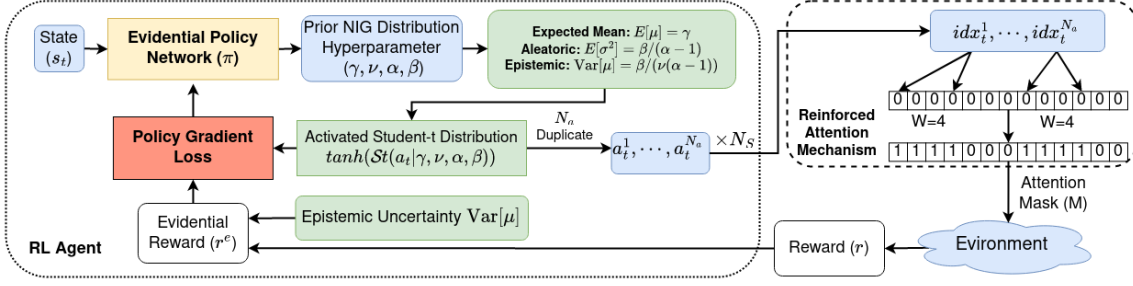 State
(s_t)
Evidential Policy
Network (π)
Prior NIG Distribution
Hyperparameter
(γ, ν, α, β)
Expected Mean: E[μ] = γ
Aleatoric: E[σ²] = β/(α − 1)
Epistemic: Var[μ] = β/(ν(α − 1))
idx_t^1, ⋯, idx_t^{N_a}
0 0 0 0 0 0 0 0 0 0 0 0 0 0
W=4
W=4
Reinforced
Attention
Mechanism
1 1 1 1 0 0 0 1 1 1 1 0 0
Policy Gradient
Loss
Activated Student-t Distribution
tanh(St(a_t|γ, ν, α, β))
N_a
Duplicate
a_t^1, ⋯, a_t^{N_a}
×N_S
Attention
Mask (M)
Evidential
Reward (r^e)
Epistemic Uncertainty Var[μ]
RL Agent
Reward (r)
Evironment